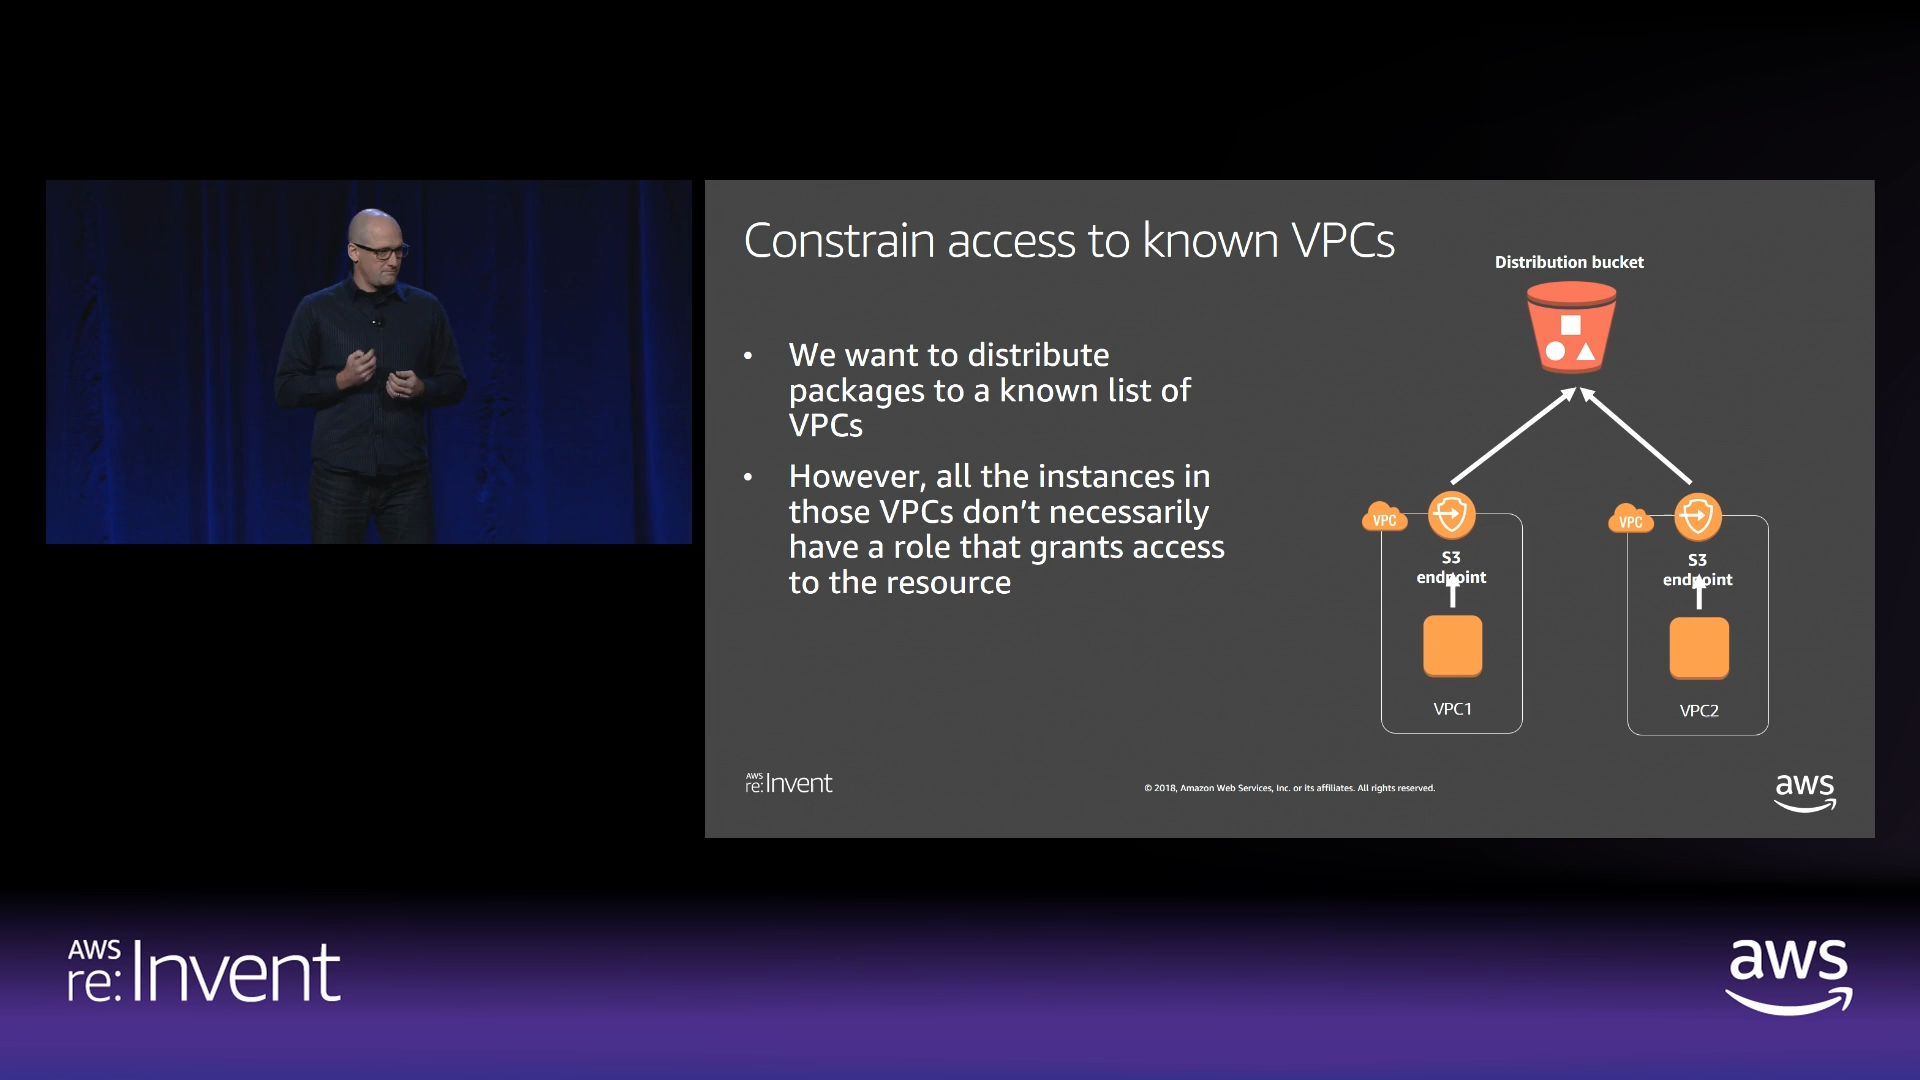 Constrain access to known VPCs
Distribution bucket
• We want to distribute
packages to a known list of
VPCs
• However, all the instances in
those VPCs don’t necessarily
have a role that grants access
to the resource
VPC
S3
endpoint
VPC1
VPC
S3
endpoint
VPC2
AWS
re:Invent
© 2018, Amazon Web Services, Inc. or its affiliates. All rights reserved.
aws
AWS
re:Invent
aws